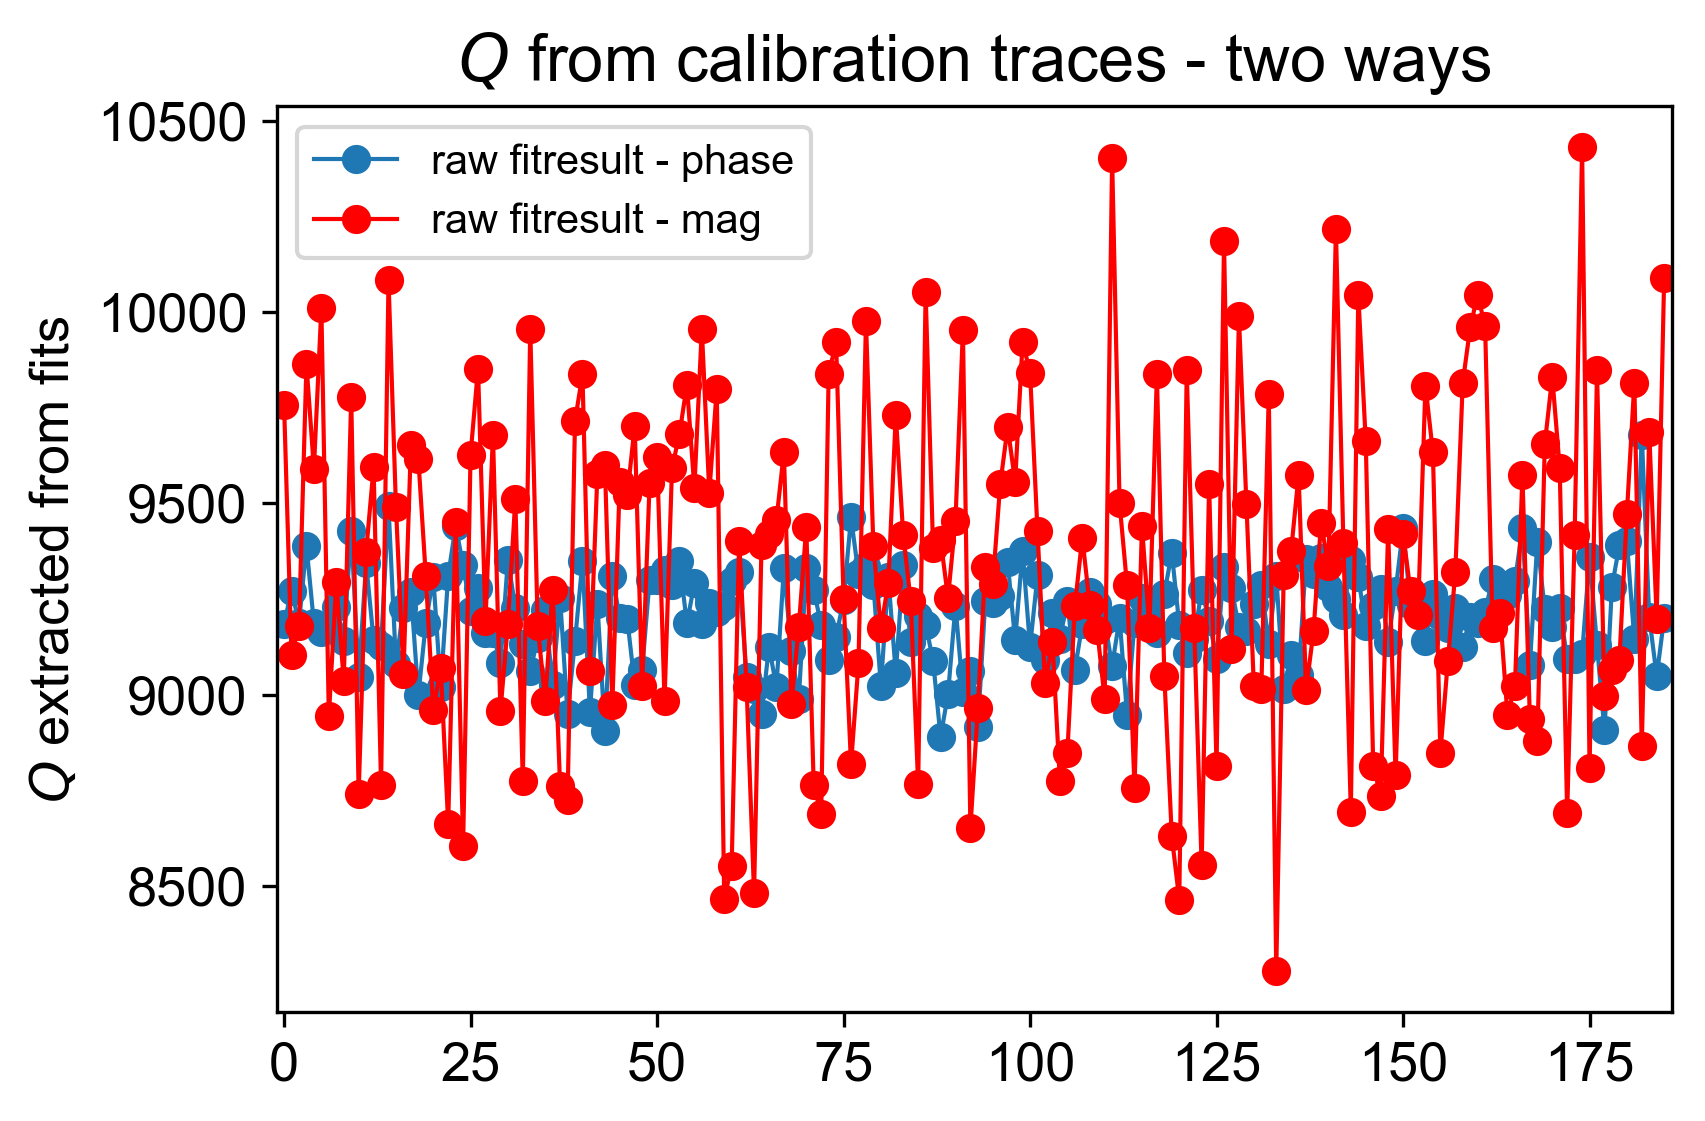 Q from calibration traces - two ways
10500
10000
9500
9000
8500
Q extracted from fits
raw fitresult - phase
raw fitresult - mag
0 25 50 75 100 125 150 175